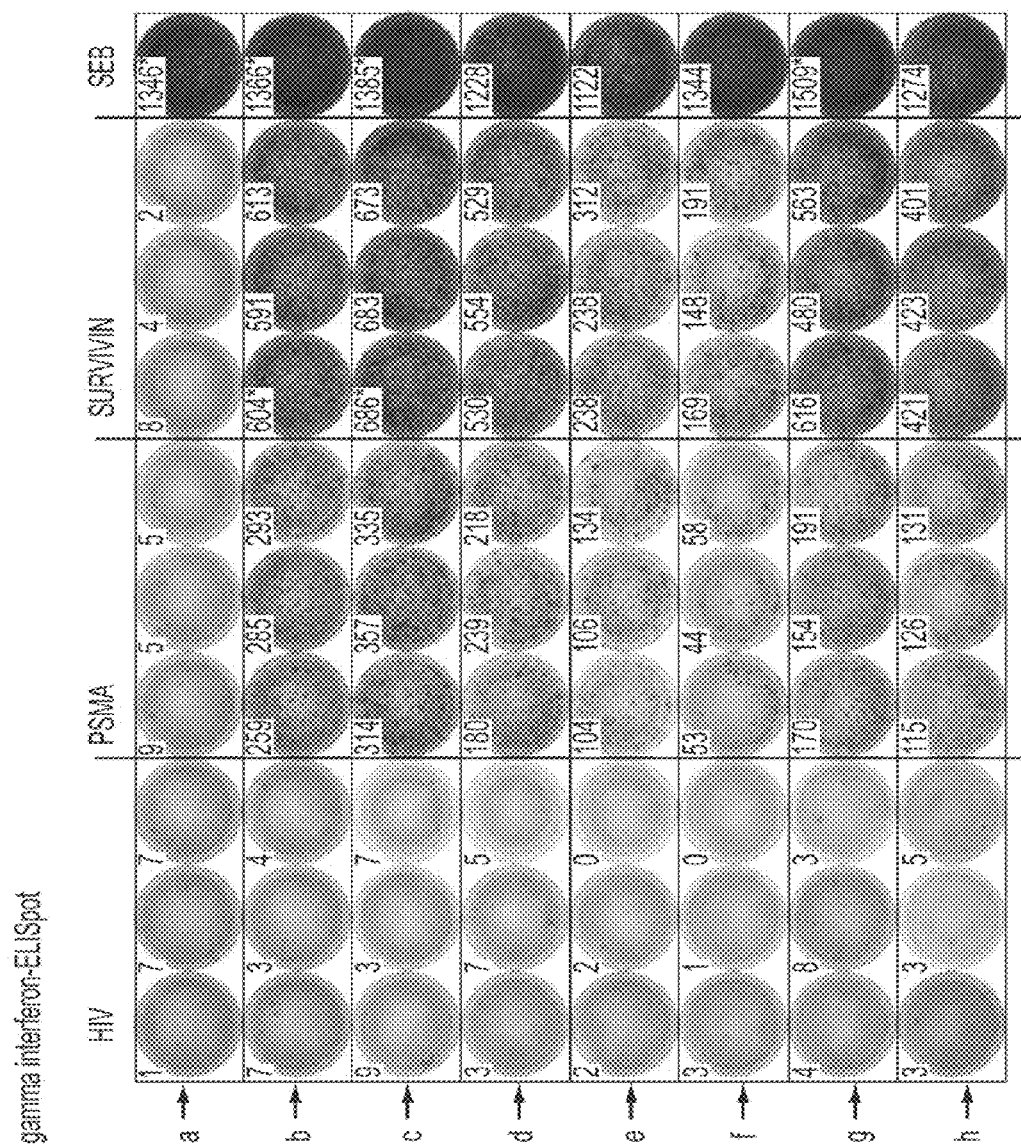 gamma interferon-ELISpot
HIV PSMA SURVIVIN SEB
a 1 7 7 9 5 5 8 4 2 1346*
b 7 3 4 259 285 293 604* 591 613 1366*
c 9 3 7 314 357 335 686* 683 673 1385*
d 3 7 5 180 239 218 530 554 529 1228
e 2 2 0 104 106 134 238 238 312 1122
f 3 1 0 53 44 58 169 148 191 1344
g 4 8 3 170 154 191 616 480 563 1509*
h 3 3 5 115 126 131 421 423 401 1274